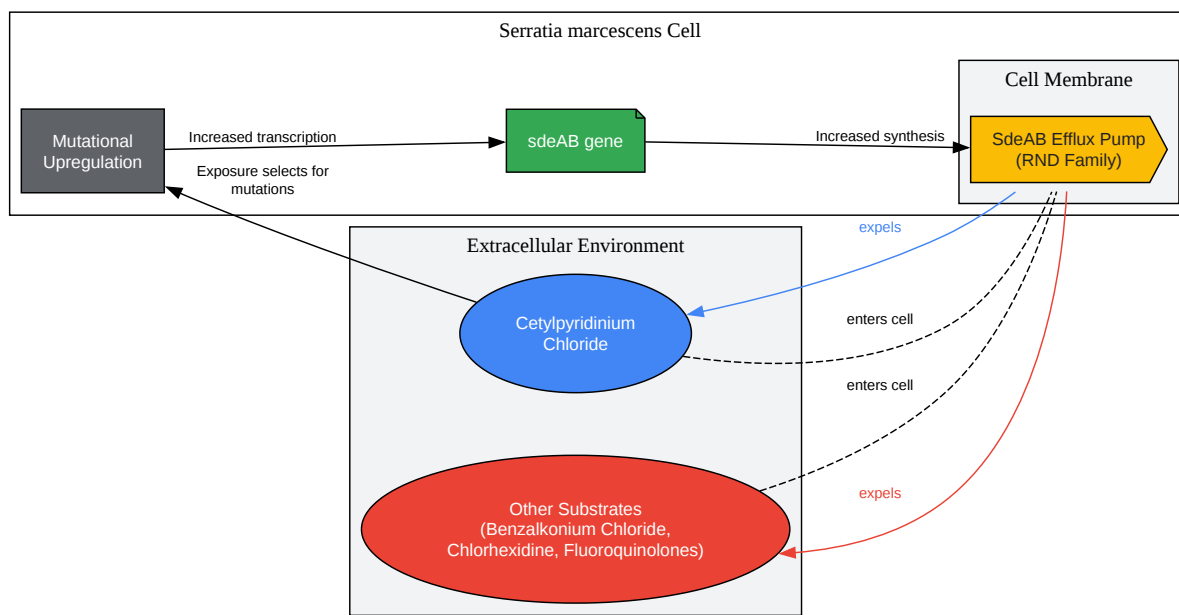 Serratia marcescens Cell
Cell Membrane
Mutational
Upregulation
Increased transcription
sdeAB gene
Increased synthesis
SdeAB Efflux Pump
(RND Family)
Exposure selects for
mutations
expels
Extracellular Environment
Cetylpyridinium
Chloride
enters cell
enters cell
expels
Other Substrates
(Benzalkonium Chloride,
Chlorhexidine, Fluoroquinolones)